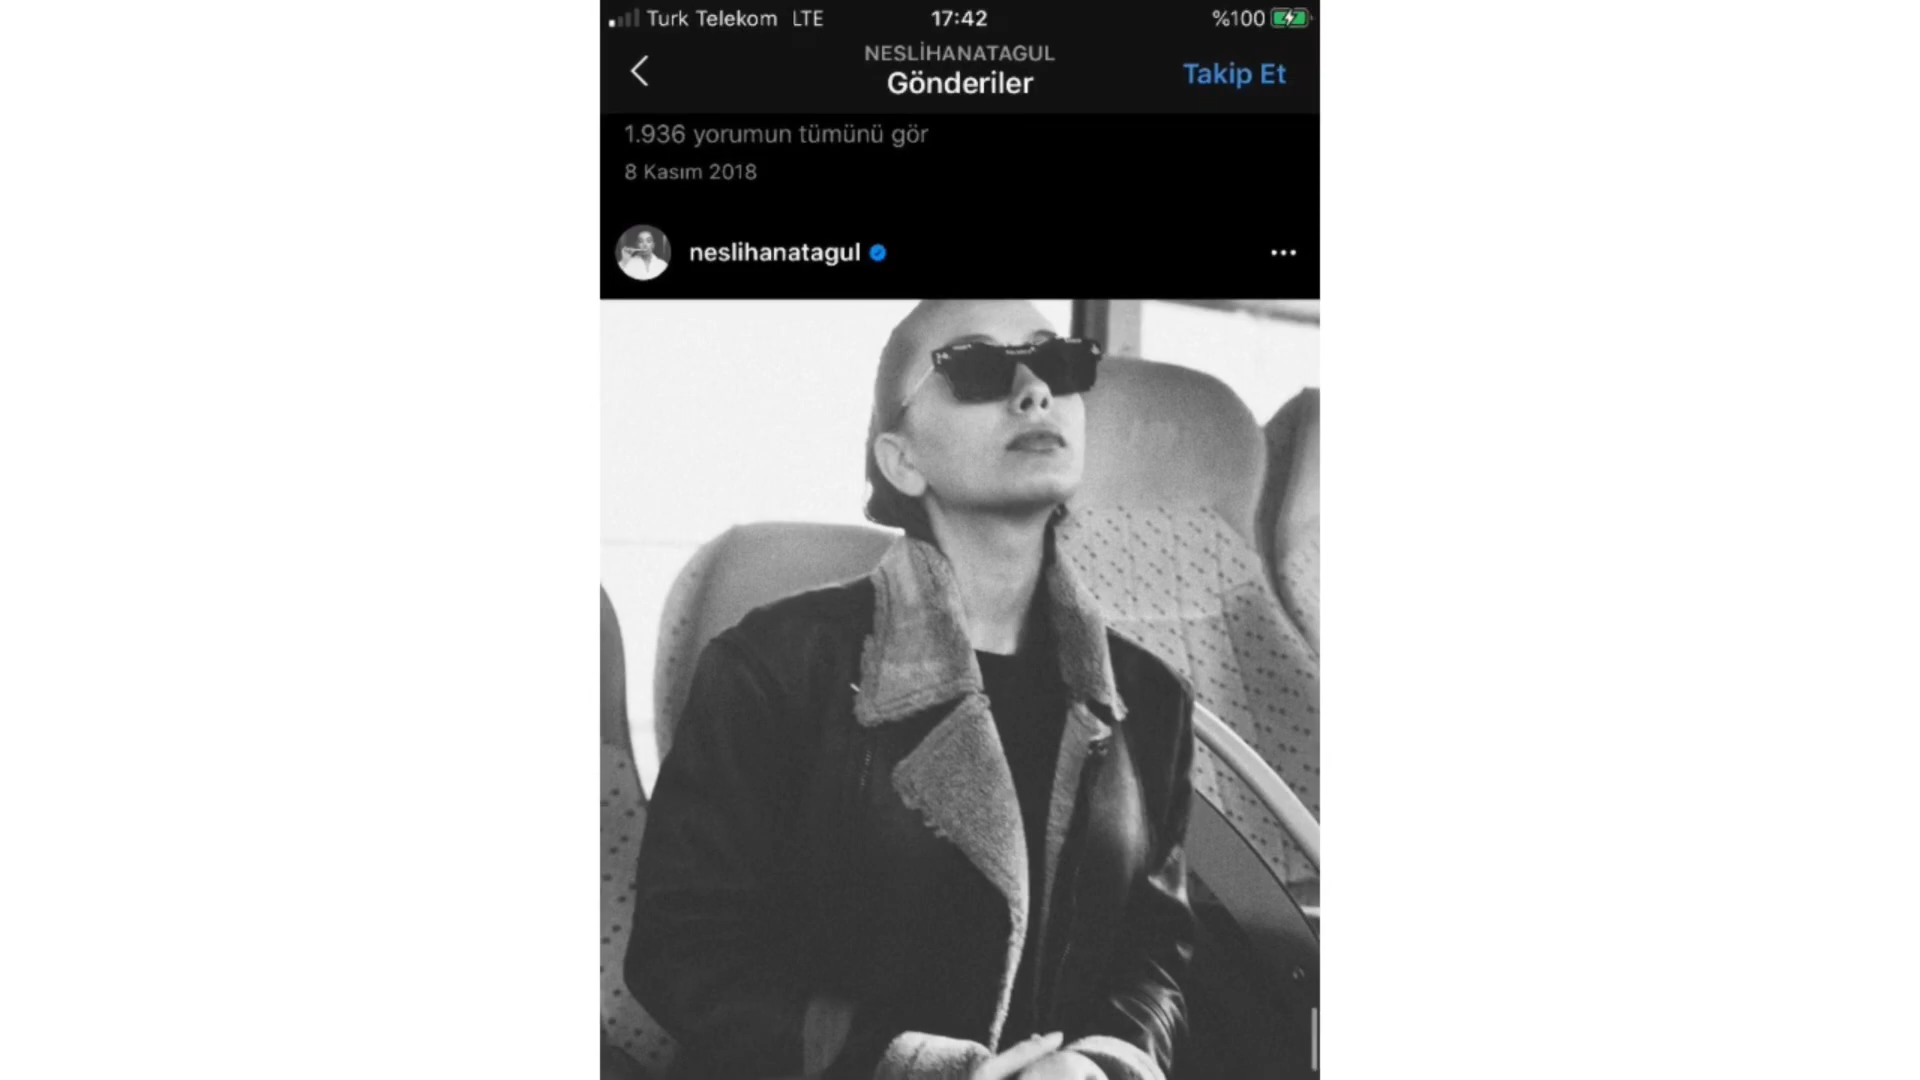 Turk Telekom LTE 17:42 %100
NESLİHANATAGUL
Gönderiler
Takip Et
1.936 yorumun tümünü gör
8 Kasım 2018
neslihanatagul